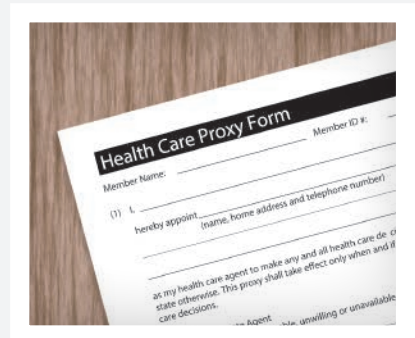 Health Care Proxy Form
Member Name:
Member ID #:
(1) I,
hereby appoint
(name, home address and telephone number)
as my health care agent to make any and all health care de ci
state otherwise. This proxy shall take effect only when and if
care decisions.
Agent
unwilling or unavailable